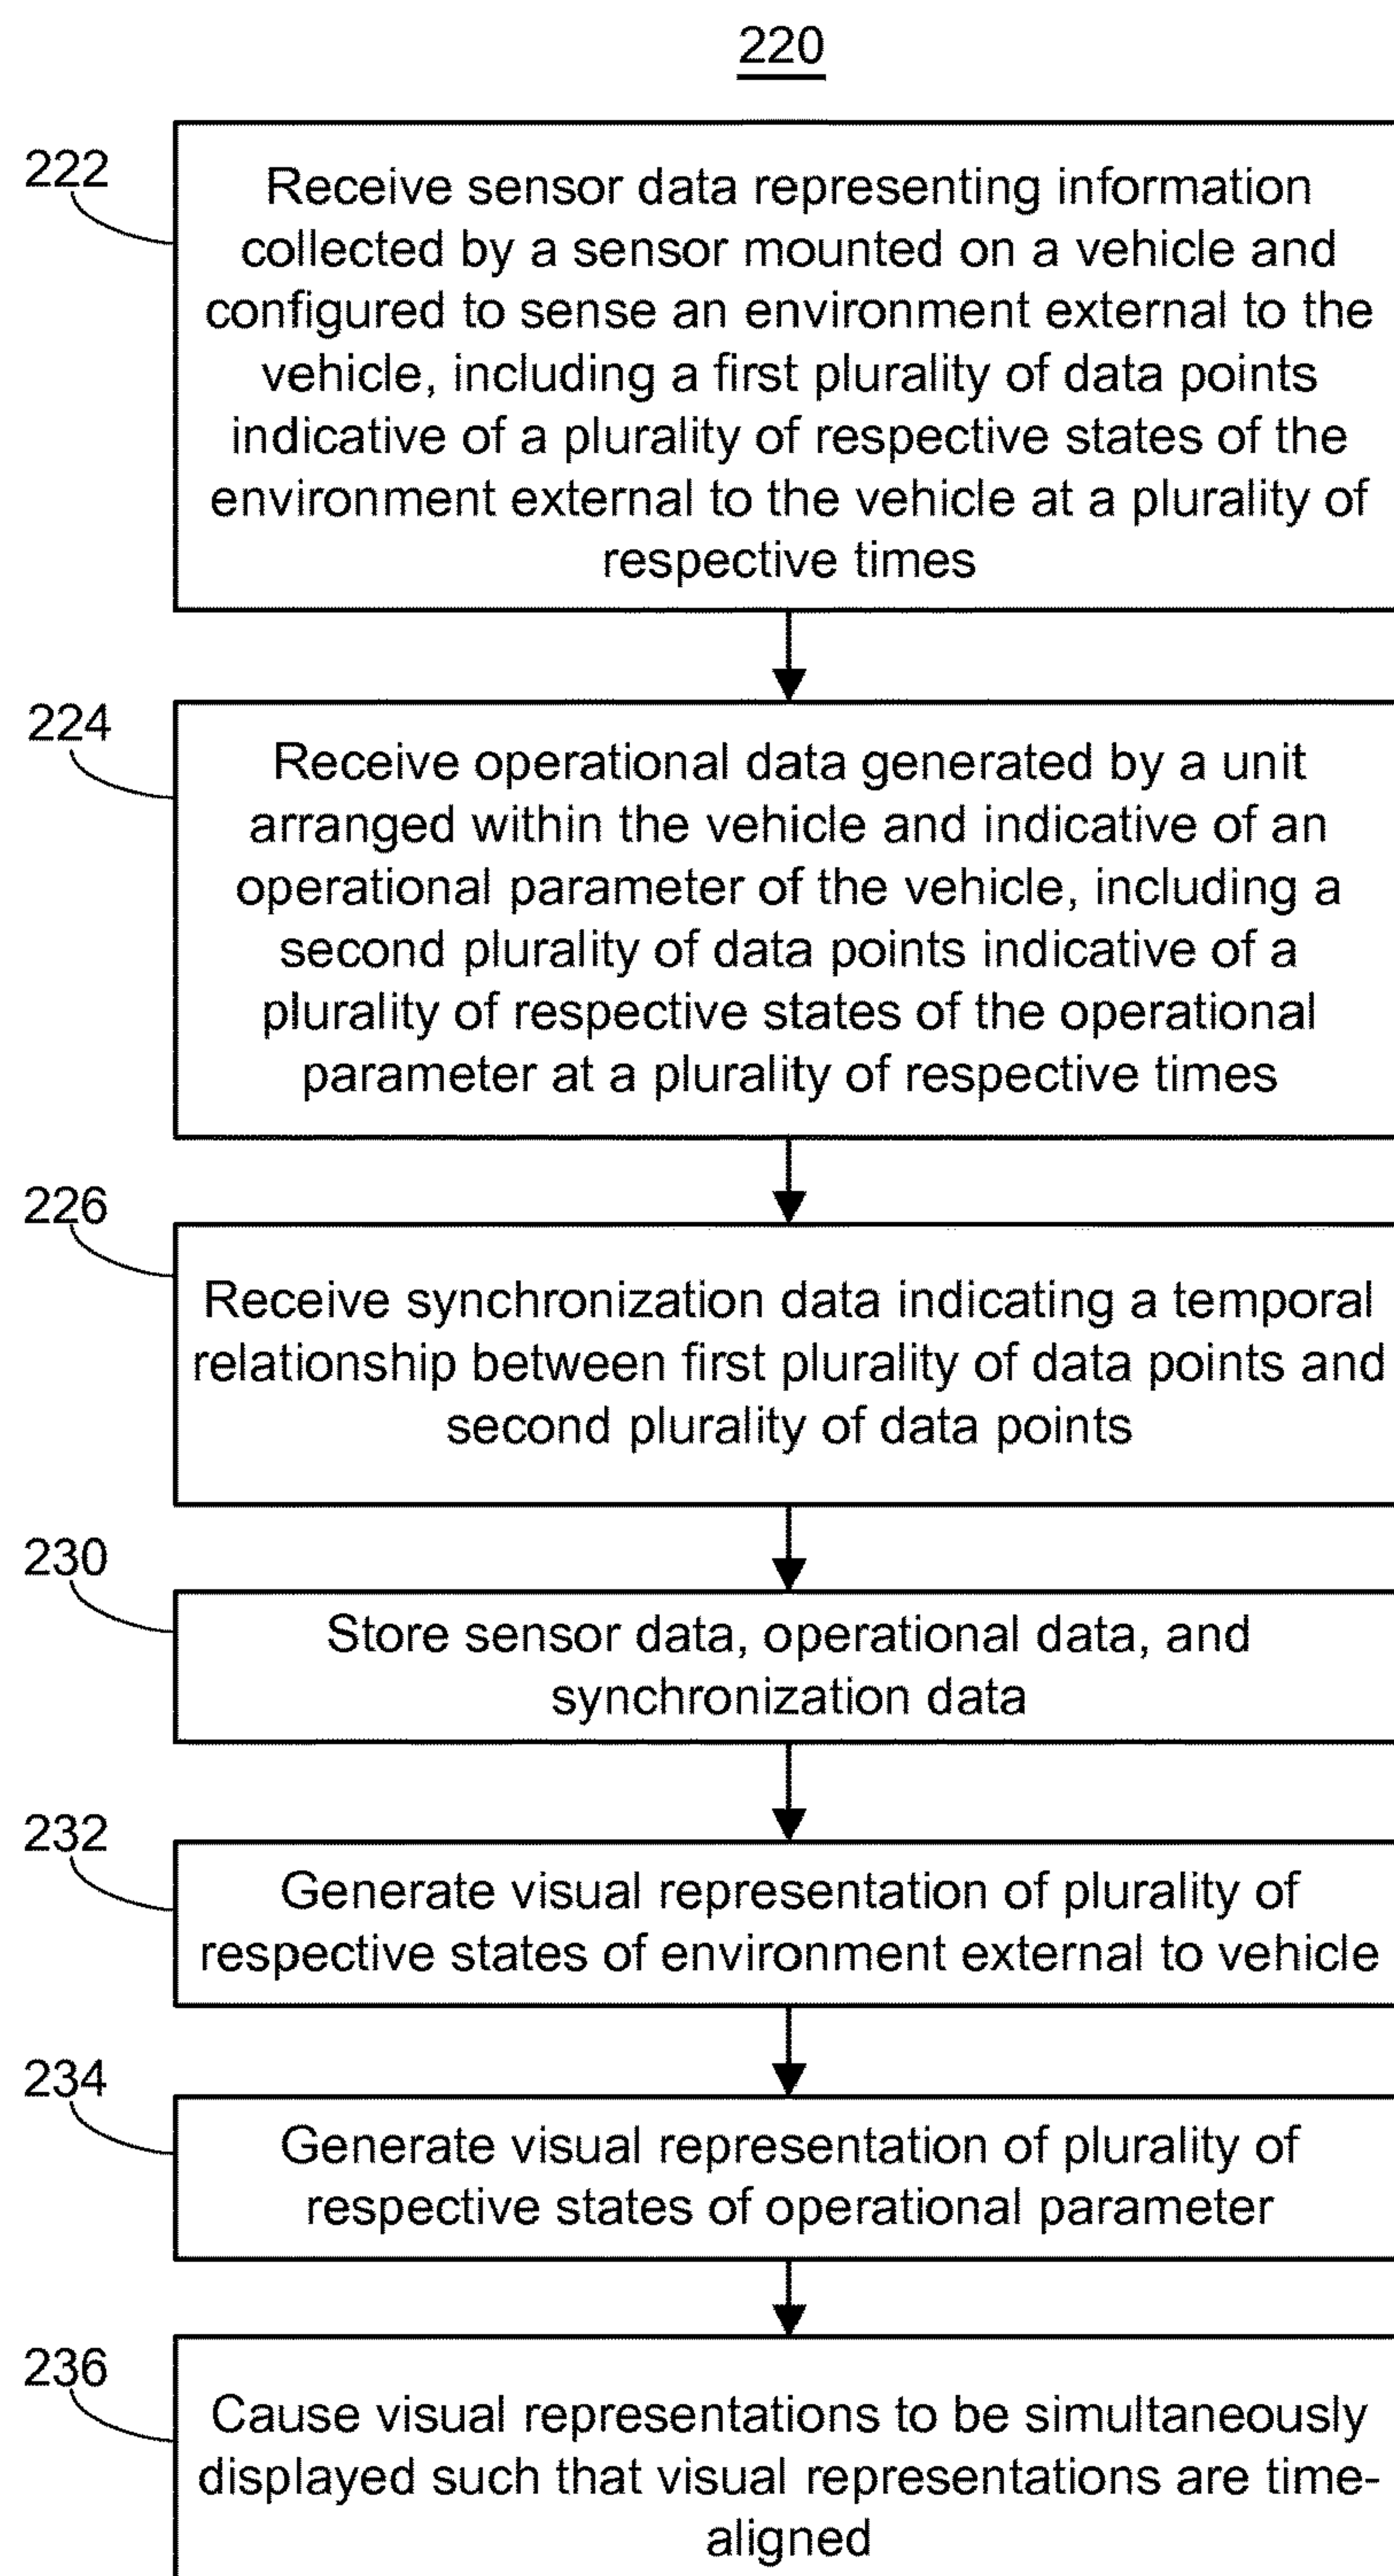 220
222
Receive sensor data representing information
collected by a sensor mounted on a vehicle and
configured to sense an environment external to the
vehicle, including a first plurality of data points
indicative of a plurality of respective states of the
environment external to the vehicle at a plurality of
respective times
224
Receive operational data generated by a unit
arranged within the vehicle and indicative of an
operational parameter of the vehicle, including a
second plurality of data points indicative of a
plurality of respective states of the operational
parameter at a plurality of respective times
226
Receive synchronization data indicating a temporal
relationship between first plurality of data points and
second plurality of data points
230
Store sensor data, operational data, and
synchronization data
232
Generate visual representation of plurality of
respective states of environment external to vehicle
234
Generate visual representation of plurality of
respective states of operational parameter
236
Cause visual representations to be simultaneously
displayed such that visual representations are time-
aligned